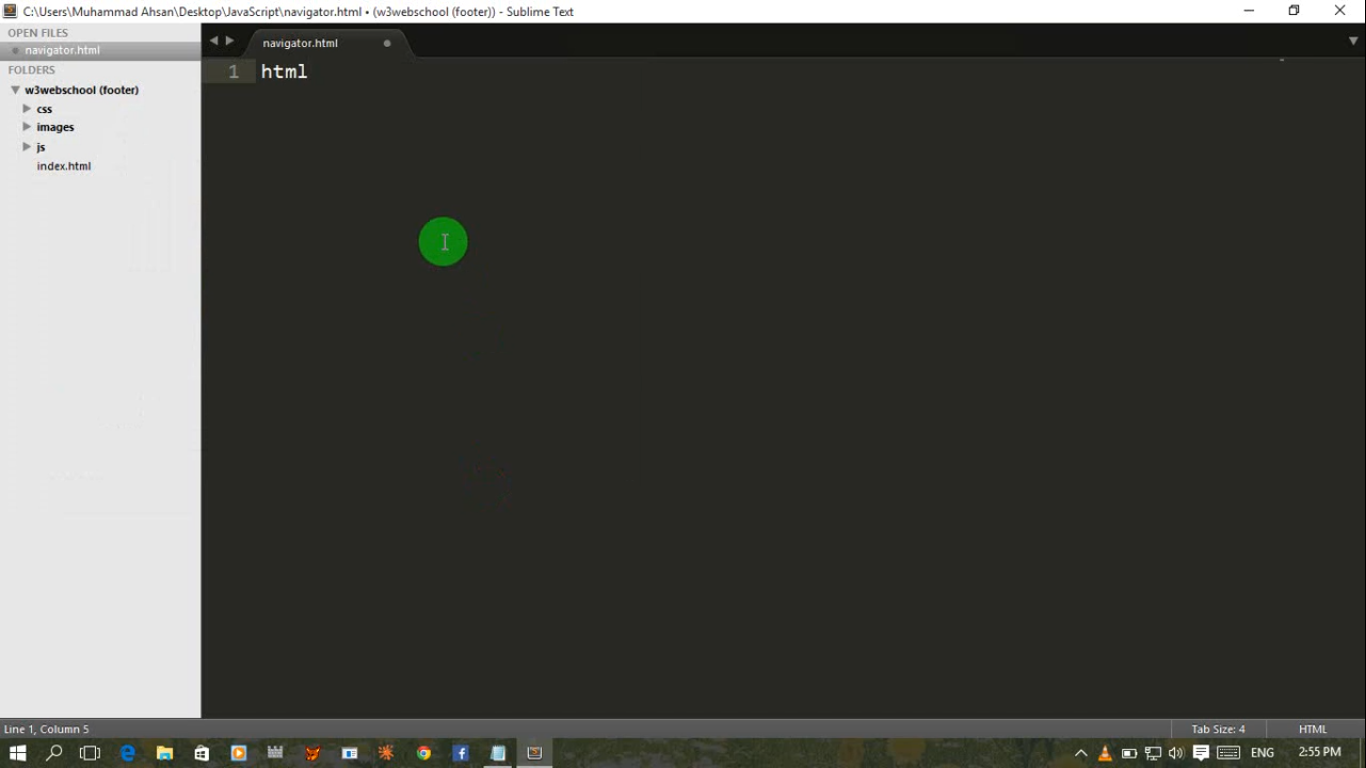 C:\Users\Muhammad Ahsan\Desktop\JavaScript\navigator.html • (w3webschool (footer)) - Sublime Text
OPEN FILES
navigator.html
FOLDERS
w3webschool (footer)
css
images
js
index.html
navigator.html
1 html
Line 1, Column 5
Tab Size: 4
HTML
ENG
2:55 PM